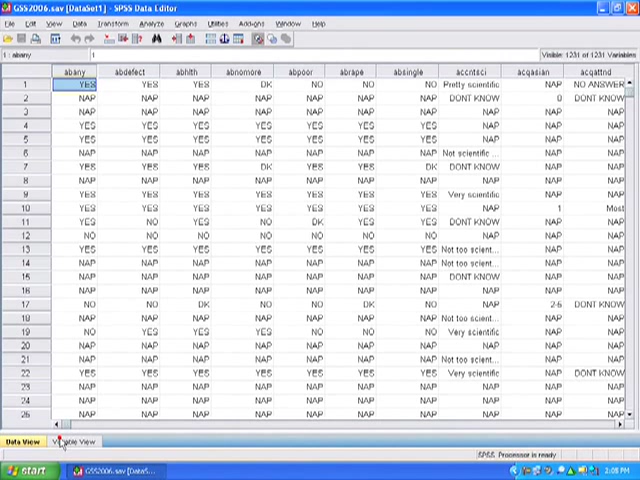 GSS2006.sav [DataSet1] - SPSS Data Editor
File Edit View Data Transform Analyze Graphs Utilities Add-ons Window Help
1 : abany 1 Visible: 1231 of 1231 Variables
abany abdefect abhlth abnomore abpoor abrape absingle accntsci acqasian acqattnd
1 YES YES YES DK NO NO NO Pretty scientific NAP NO ANSWER
2 NAP NAP NAP NAP NAP NAP NAP DONT KNOW 0 DONT KNOW
3 NAP NAP NAP NAP NAP NAP NAP NAP NAP NAP
4 YES YES YES YES YES YES YES NAP NAP NAP
5 YES YES YES YES YES YES YES NAP NAP NAP
6 NAP NAP NAP NAP NAP NAP NAP Not scientific ... NAP NAP
7 YES YES YES DK YES YES DK DONT KNOW NAP NAP
8 NAP NAP NAP NAP NAP NAP NAP NAP NAP NAP
9 YES YES YES YES YES YES YES Very scientific NAP NAP
10 YES YES YES YES YES YES YES NAP 1 Most
11 YES NO YES NO DK YES YES DONT KNOW NAP NAP
12 NO NO NO NO NO NO NO NAP NAP NAP
13 YES YES YES YES YES YES YES Not too scient... NAP NAP
14 NAP NAP NAP NAP NAP NAP NAP Not too scient... NAP NAP
15 NAP NAP NAP NAP NAP NAP NAP DONT KNOW NAP NAP
16 NAP NAP NAP NAP NAP NAP NAP NAP NAP NAP
17 NO NO DK NO NO DK NO NAP 2-5 DONT KNOW
18 NAP NAP NAP NAP NAP NAP NAP Not too scient... NAP NAP
19 NO YES YES YES NO NO NO Very scientific NAP NAP
20 NAP NAP NAP NAP NAP NAP NAP NAP NAP NAP
21 NAP NAP NAP NAP NAP NAP NAP Not too scient... NAP NAP
22 YES YES YES YES YES YES YES Very scientific NAP DONT KNOW
23 NAP NAP NAP NAP NAP NAP NAP NAP NAP NAP
24 NAP NAP NAP NAP NAP NAP NAP NAP NAP NAP
25 NAP NAP NAP NAP NAP NAP NAP NAP NAP NAP
Data View Variable View
SPSS Processor is ready
start GSS2006.sav [DataS... 2:05 PM